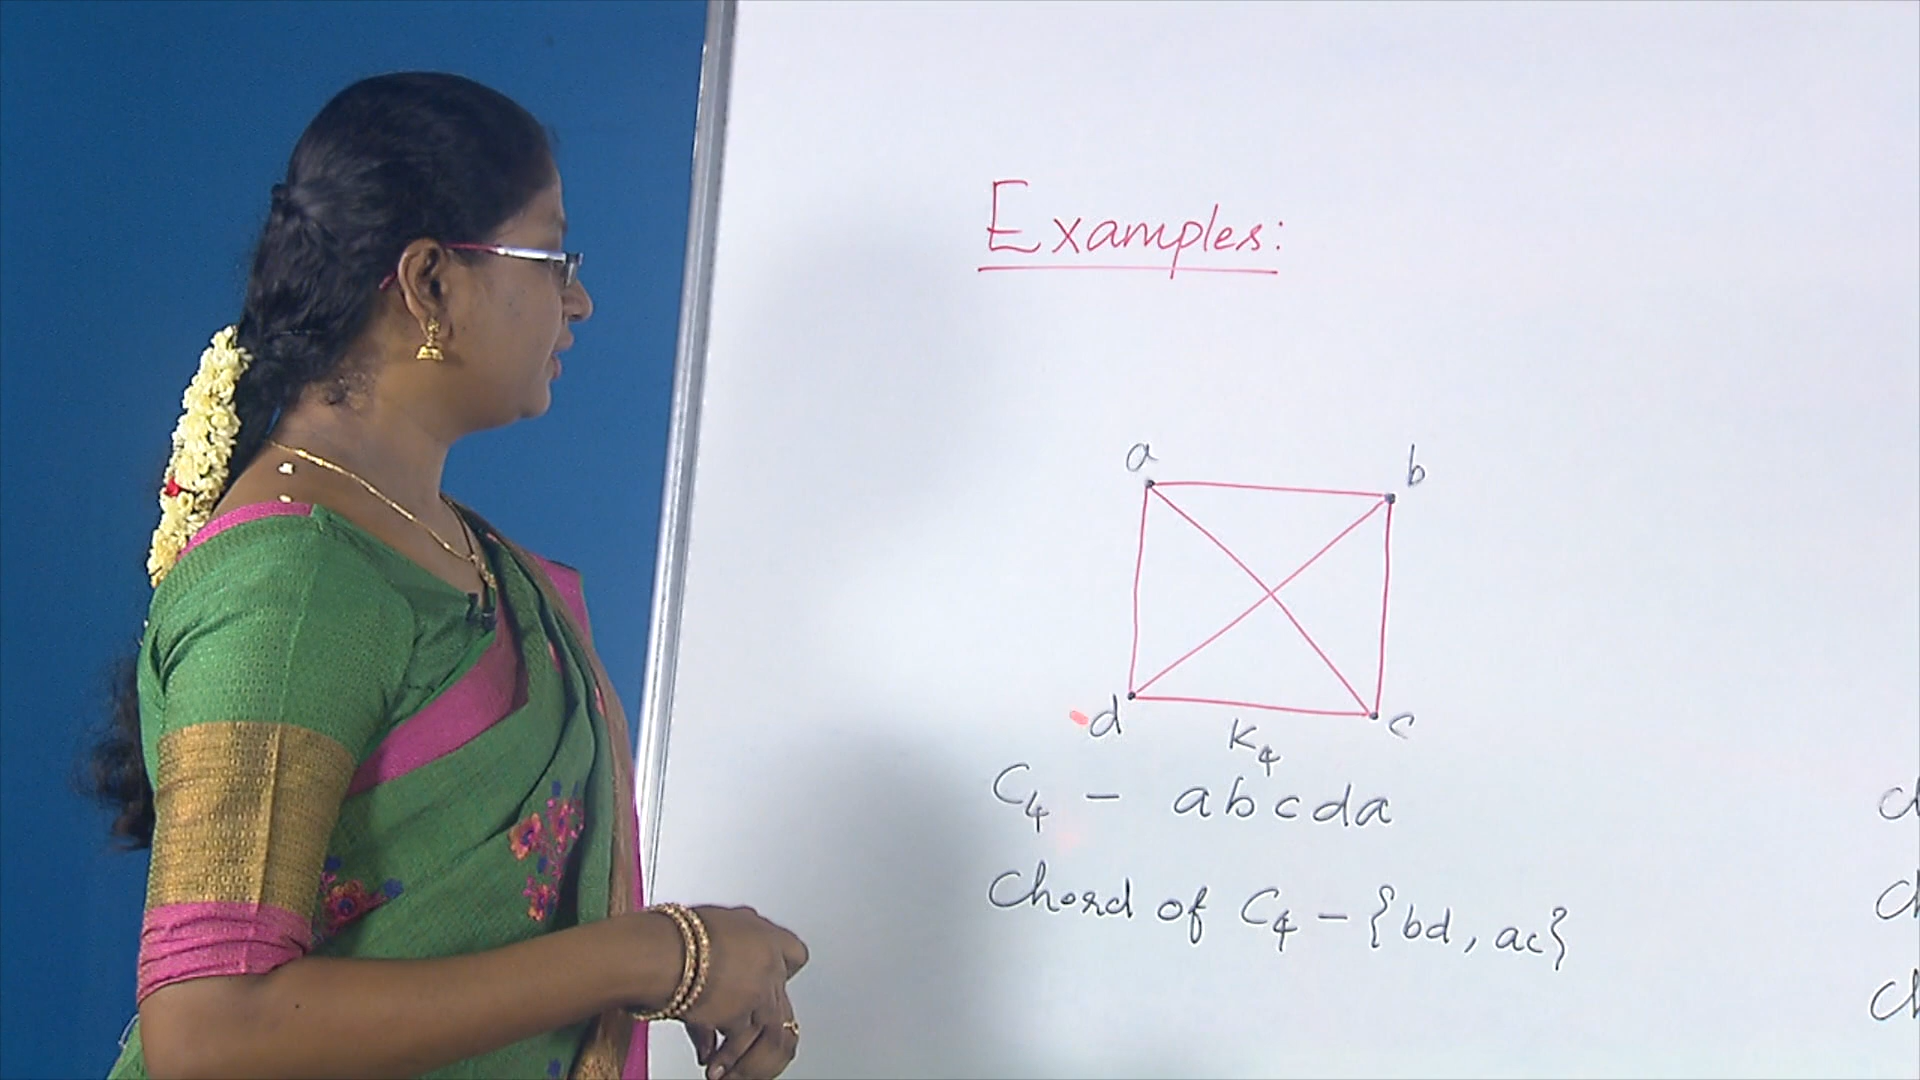 Examples:
a
b
d
c
K4
C4 - abcda
Chord of C4 - {bd, ac}